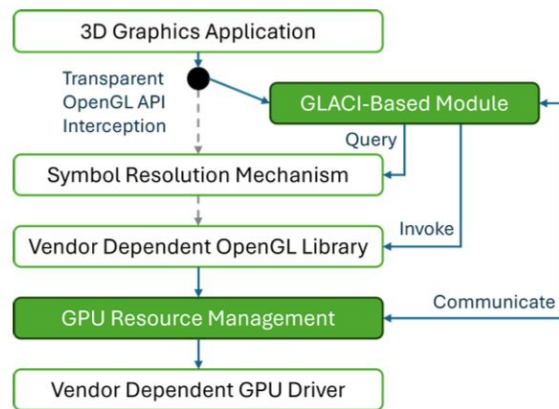 3D Graphics Application
Transparent
OpenGL API
Interception
GLACI-Based Module
Query
Symbol Resolution Mechanism
Invoke
Vendor Dependent OpenGL Library
Communicate
GPU Resource Management
Vendor Dependent GPU Driver